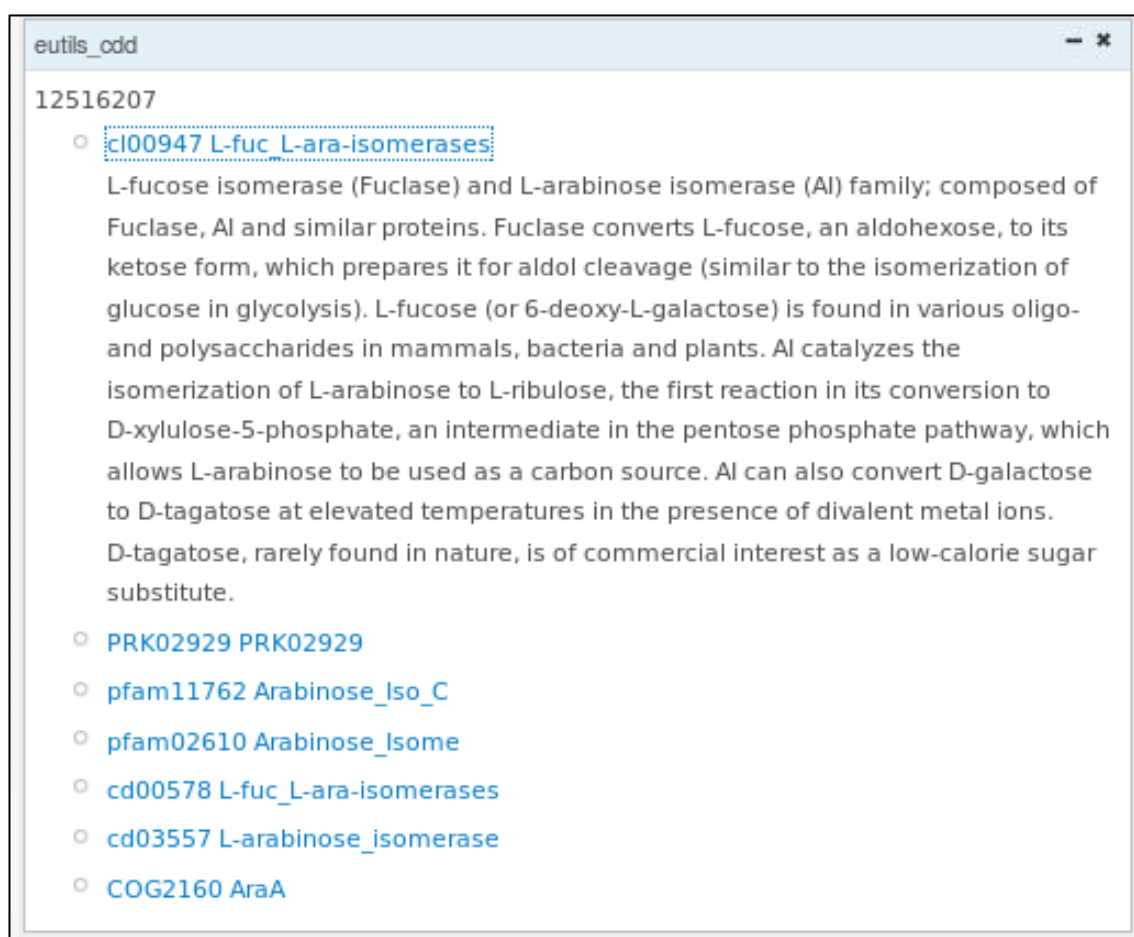 eutils_cdd
12516207
cl00947 L-fuc_L-ara-isomerases
L-fucose isomerase (Fuclase) and L-arabinose isomerase (AI) family; composed of
Fuclase, AI and similar proteins. Fuclase converts L-fucose, an aldohexose, to its
ketose form, which prepares it for aldol cleavage (similar to the isomerization of
glucose in glycolysis). L-fucose (or 6-deoxy-L-galactose) is found in various oligo-
and polysaccharides in mammals, bacteria and plants. AI catalyzes the
isomerization of L-arabinose to L-ribulose, the first reaction in its conversion to
D-xylulose-5-phosphate, an intermediate in the pentose phosphate pathway, which
allows L-arabinose to be used as a carbon source. AI can also convert D-galactose
to D-tagatose at elevated temperatures in the presence of divalent metal ions.
D-tagatose, rarely found in nature, is of commercial interest as a low-calorie sugar
substitute.
PRK02929 PRK02929
pfam11762 Arabinose_Iso_C
pfam02610 Arabinose_Isome
cd00578 L-fuc_L-ara-isomerases
cd03557 L-arabinose_isomerase
COG2160 AraA